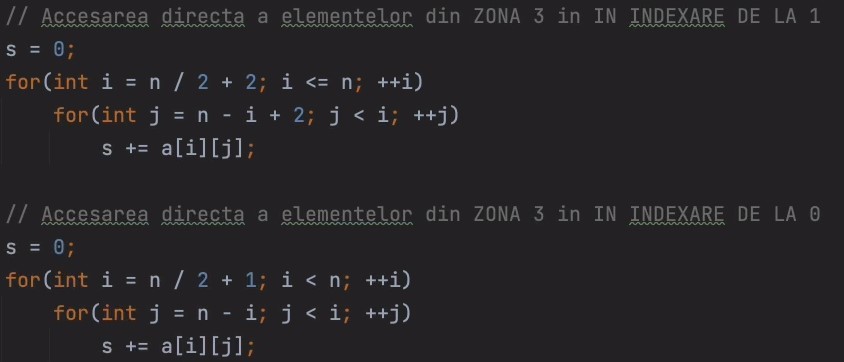 // Accesarea directa a elementelor din ZONA 3 in IN INDEXARE DE LA 1
s = 0;
for(int i = n / 2 + 2; i <= n; ++i)
    for(int j = n - i + 2; j < i; ++j)
        s += a[i][j];

// Accesarea directa a elementelor din ZONA 3 in IN INDEXARE DE LA 0
s = 0;
for(int i = n / 2 + 1; i < n; ++i)
    for(int j = n - i; j < i; ++j)
        s += a[i][j];